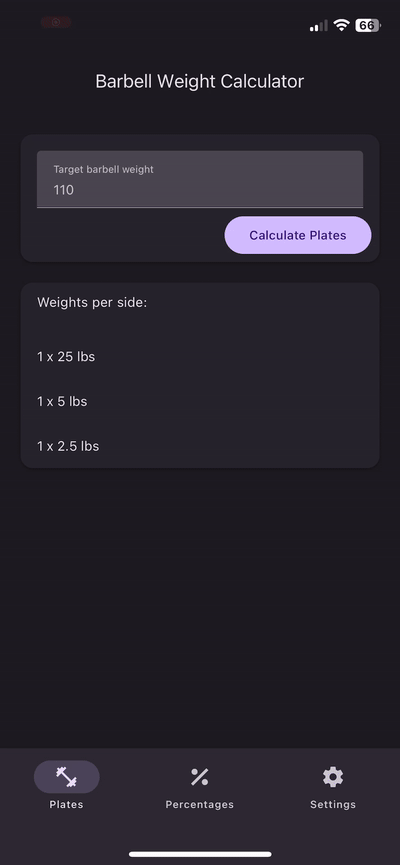 66
Barbell Weight Calculator
Target barbell weight
110
Calculate Plates
Weights per side:
1 x 25 lbs
1 x 5 lbs
1 x 2.5 lbs
Plates
Percentages
Settings